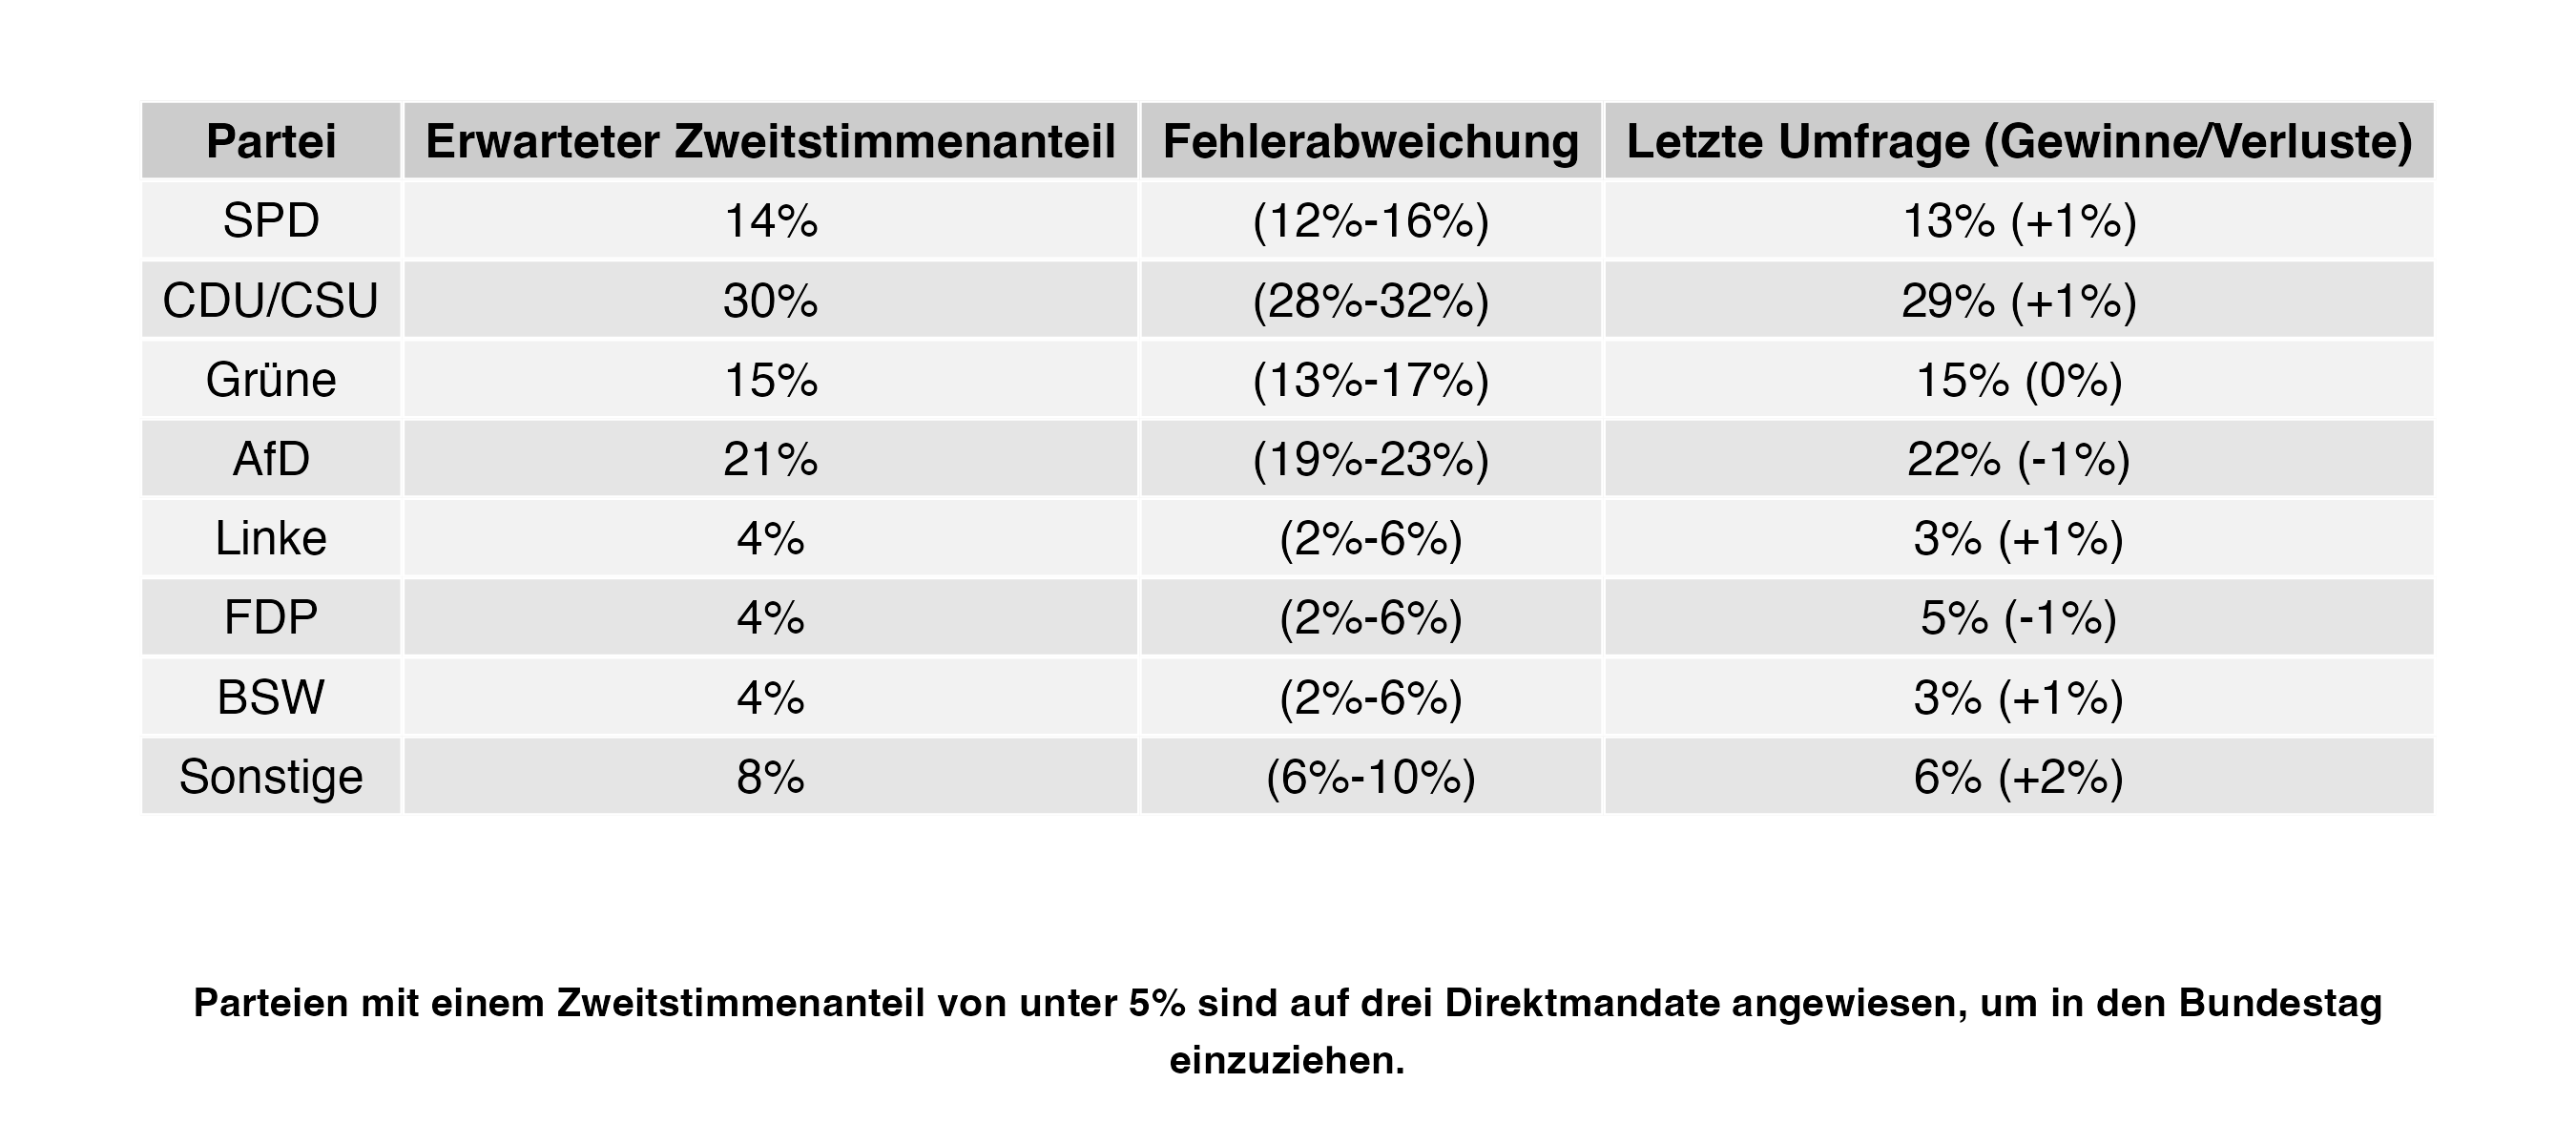 Partei Erwarteter Zweitstimmenanteil Fehlerabweichung Letzte Umfrage (Gewinne/Verluste)
SPD 14% (12%-16%) 13% (+1%)
CDU/CSU 30% (28%-32%) 29% (+1%)
Grüne 15% (13%-17%) 15% (0%)
AfD 21% (19%-23%) 22% (-1%)
Linke 4% (2%-6%) 3% (+1%)
FDP 4% (2%-6%) 5% (-1%)
BSW 4% (2%-6%) 3% (+1%)
Sonstige 8% (6%-10%) 6% (+2%)
Parteien mit einem Zweitstimmenanteil von unter 5% sind auf drei Direktmandate angewiesen, um in den Bundestag
einzuziehen.